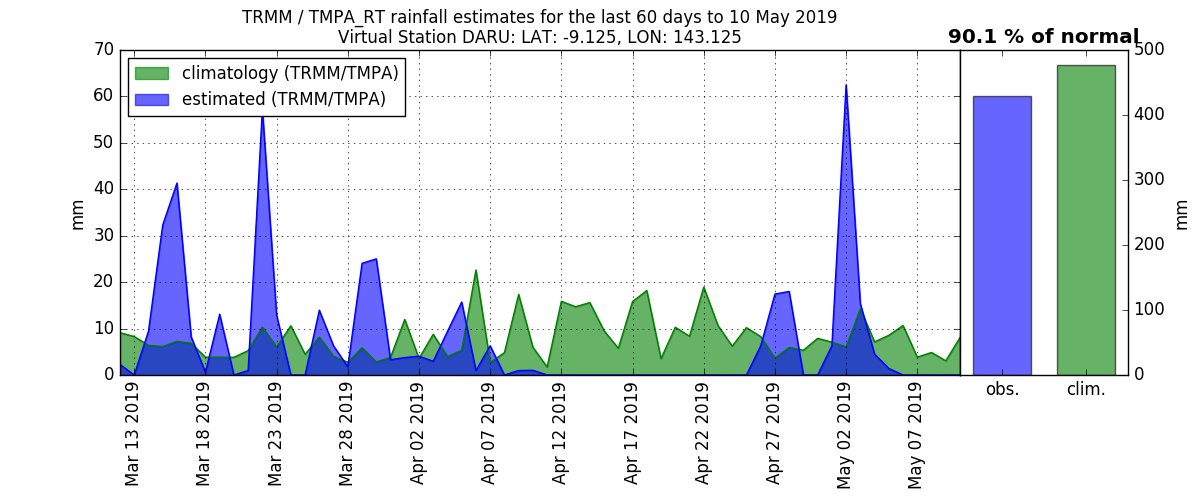 TRMM / TMPA_RT rainfall estimates for the last 60 days to 10 May 2019
Virtual Station DARU: LAT: -9.125, LON: 143.125
90.1 % of normal
climatology (TRMM/TMPA)
estimated (TRMM/TMPA)
70
60
50
40
30
20
10
0
mm
Mar 13 2019
Mar 18 2019
Mar 23 2019
Mar 28 2019
Apr 02 2019
Apr 07 2019
Apr 12 2019
Apr 17 2019
Apr 22 2019
Apr 27 2019
May 02 2019
May 07 2019
obs.
clim.
500
400
300
200
100
0
mm